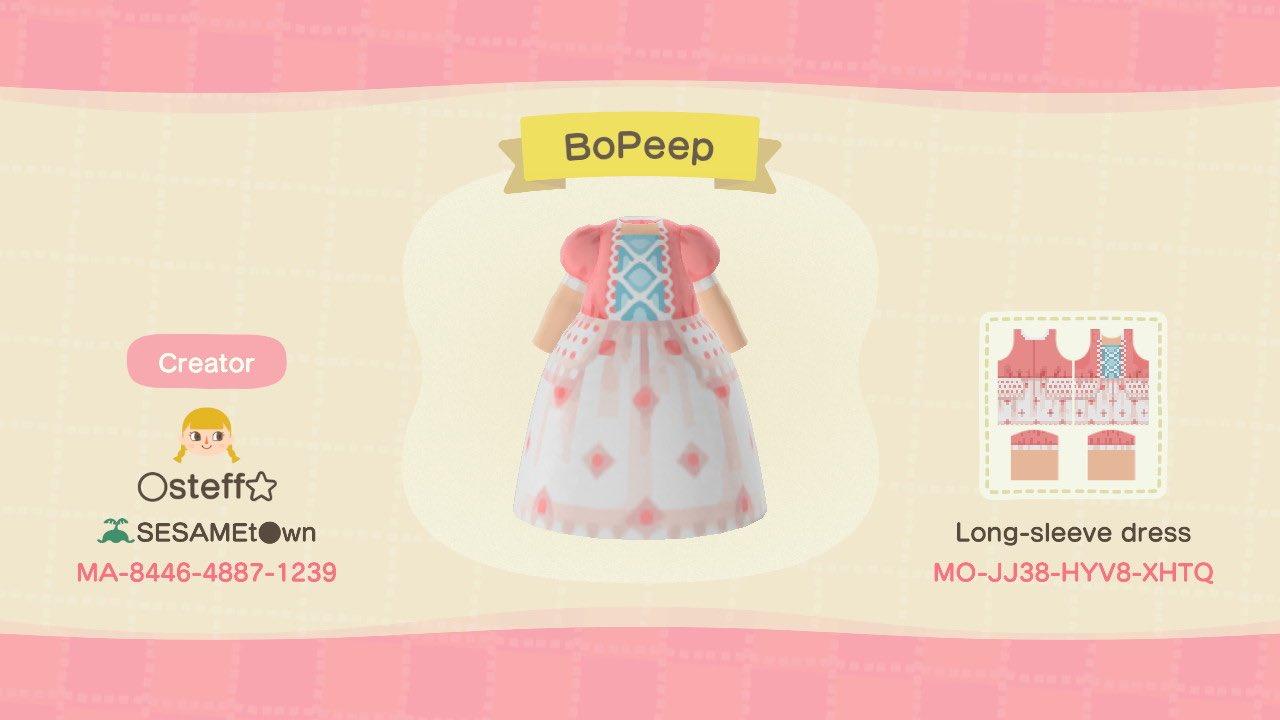 BoPeep
Creator
○steff☆
SESAMEt●wn
MA-8446-4887-1239
Long-sleeve dress
MO-JJ38-HYV8-XHTQ